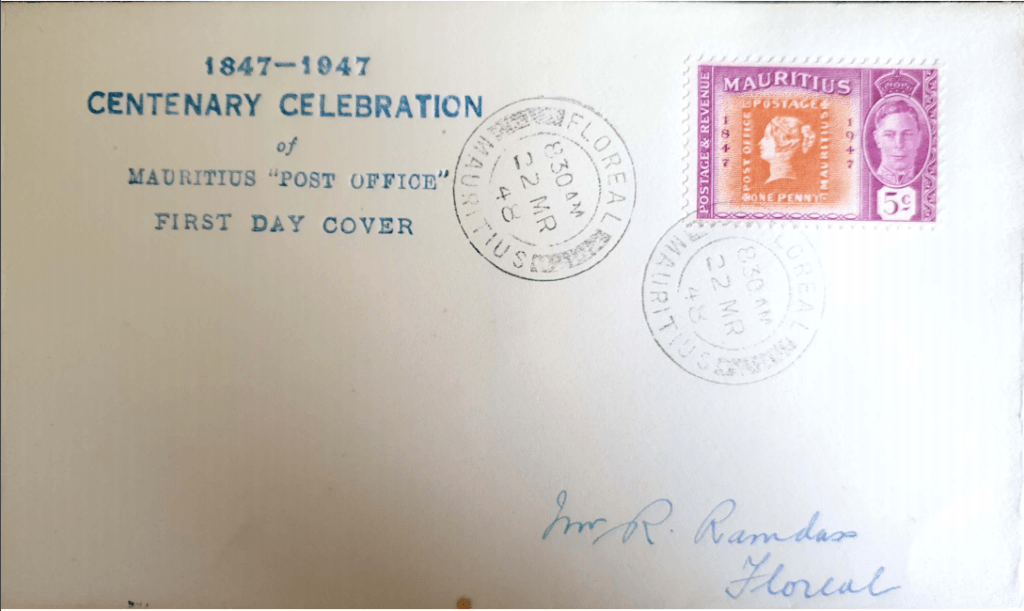 1847-1947
CENTENARY CELEBRATION
of
MAURITIUS "POST OFFICE"
FIRST DAY COVER
FLOREAL
830 AM
22 MR
48
MAURITIUS
MAURITIUS
POSTAGE & REVENUE
1847
POSTAGE
POST OFFICE
MAURITIUS
ONE PENNY
1947
5c
FLOREAL
830 AM
22 MR
48
MAURITIUS
Mr R. Ramdass
Floreal